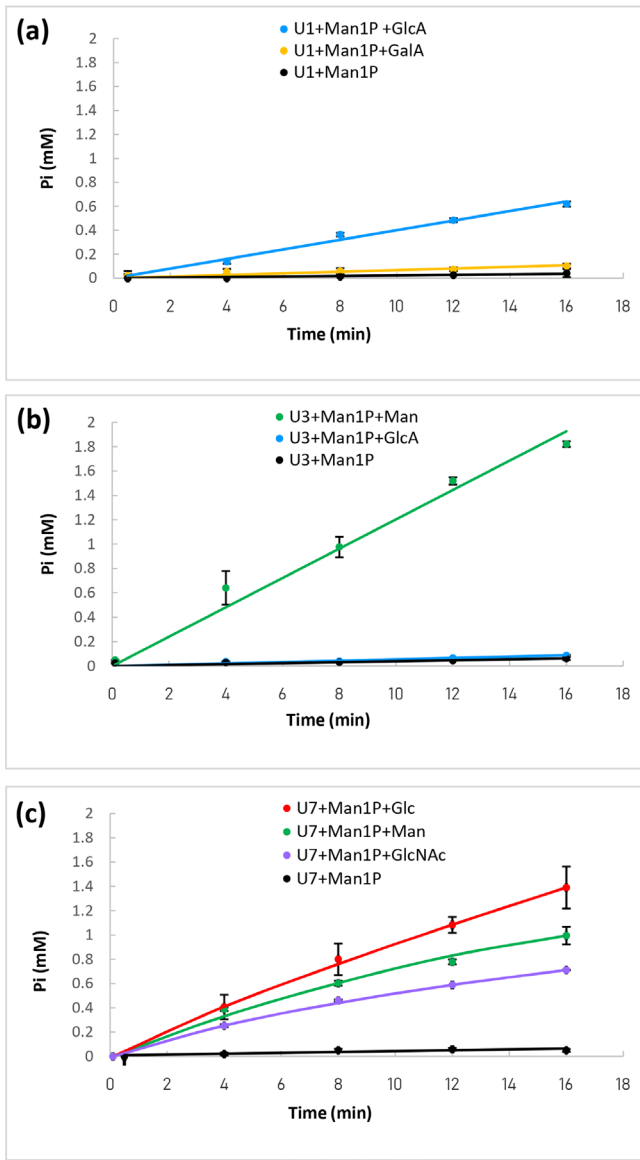 (a)
U1+Man1P +GlcA
U1+Man1P+GalA
U1+Man1P
2
1.8
1.6
1.4
1.2
1
0.8
0.6
0.4
0.2
0
Pi (mM)
0 2 4 6 8 10 12 14 16 18
Time (min)
(b)
U3+Man1P+Man
U3+Man1P+GlcA
U3+Man1P
2
1.8
1.6
1.4
1.2
1
0.8
0.6
0.4
0.2
0
Pi (mM)
0 2 4 6 8 10 12 14 16 18
Time (min)
(c)
U7+Man1P+Glc
U7+Man1P+Man
U7+Man1P+GlcNAc
U7+Man1P
2
1.8
1.6
1.4
1.2
1
0.8
0.6
0.4
0.2
0
Pi (mM)
0 2 4 6 8 10 12 14 16 18
Time (min)